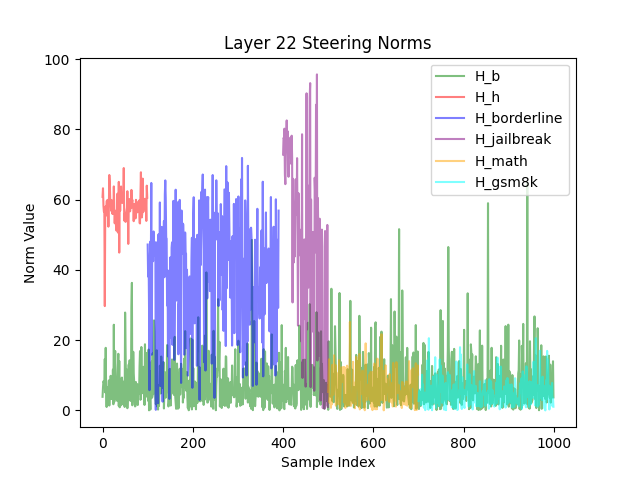 Layer 22 Steering Norms
100
80
60
40
20
0
Norm Value
0
200
400
600
800
1000
Sample Index
H_b
H_h
H_borderline
H_jailbreak
H_math
H_gsm8k